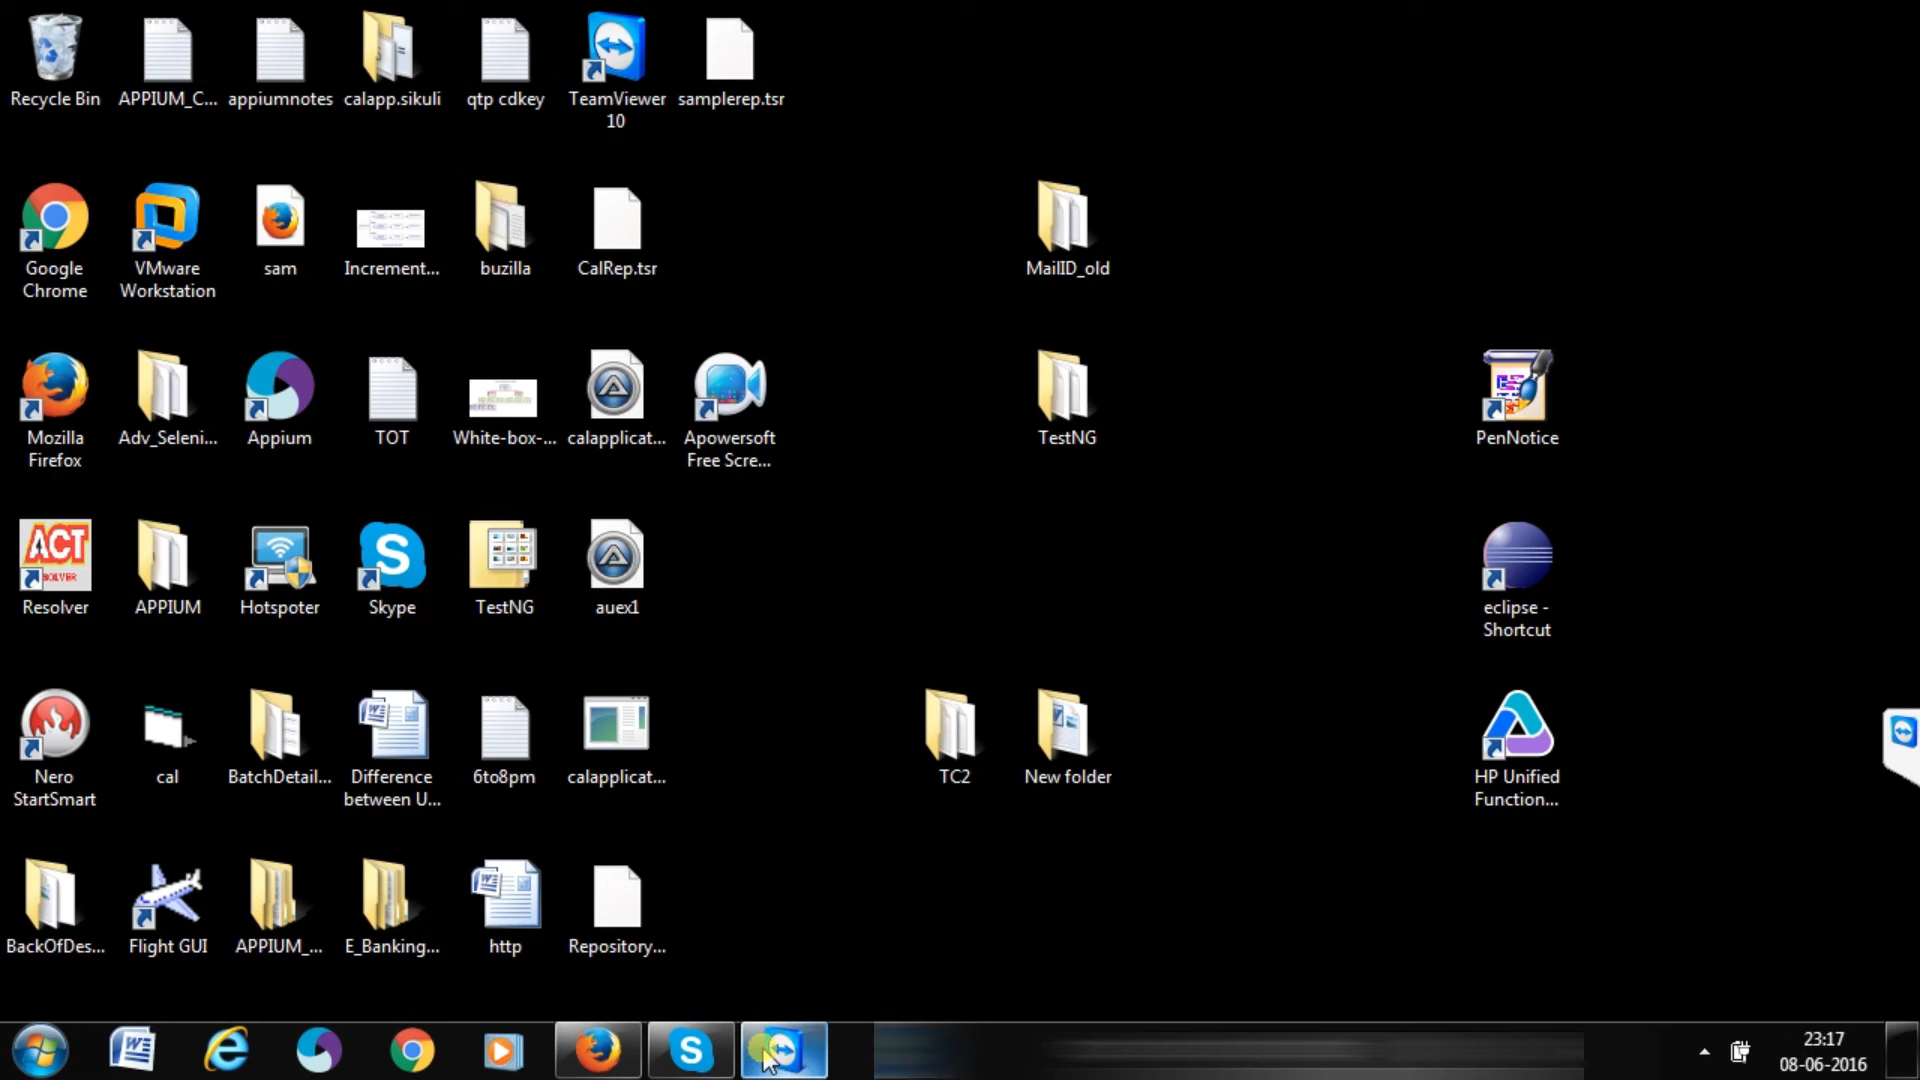 Recycle Bin
APPIUM_C...
appiumnotes
calapp.sikuli
qtp cdkey
TeamViewer
10
samplerep.tsr
Google
Chrome
VMware
Workstation
sam
Increment...
buzilla
CalRep.tsr
MailID_old
Mozilla
Firefox
Adv_Seleni...
Appium
TOT
White-box-...
calapplicat...
Apowersoft
Free Scre...
TestNG
PenNotice
ACT
Resolver
APPIUM
Hotspoter
Skype
TestNG
auex1
eclipse -
Shortcut
Nero
StartSmart
cal
BatchDetail...
Difference
between U...
6to8pm
calapplicat...
TC2
New folder
HP Unified
Function...
BackOfDes...
Flight GUI
APPIUM_...
E_Banking...
http
Repository...
23:17
08-06-2016